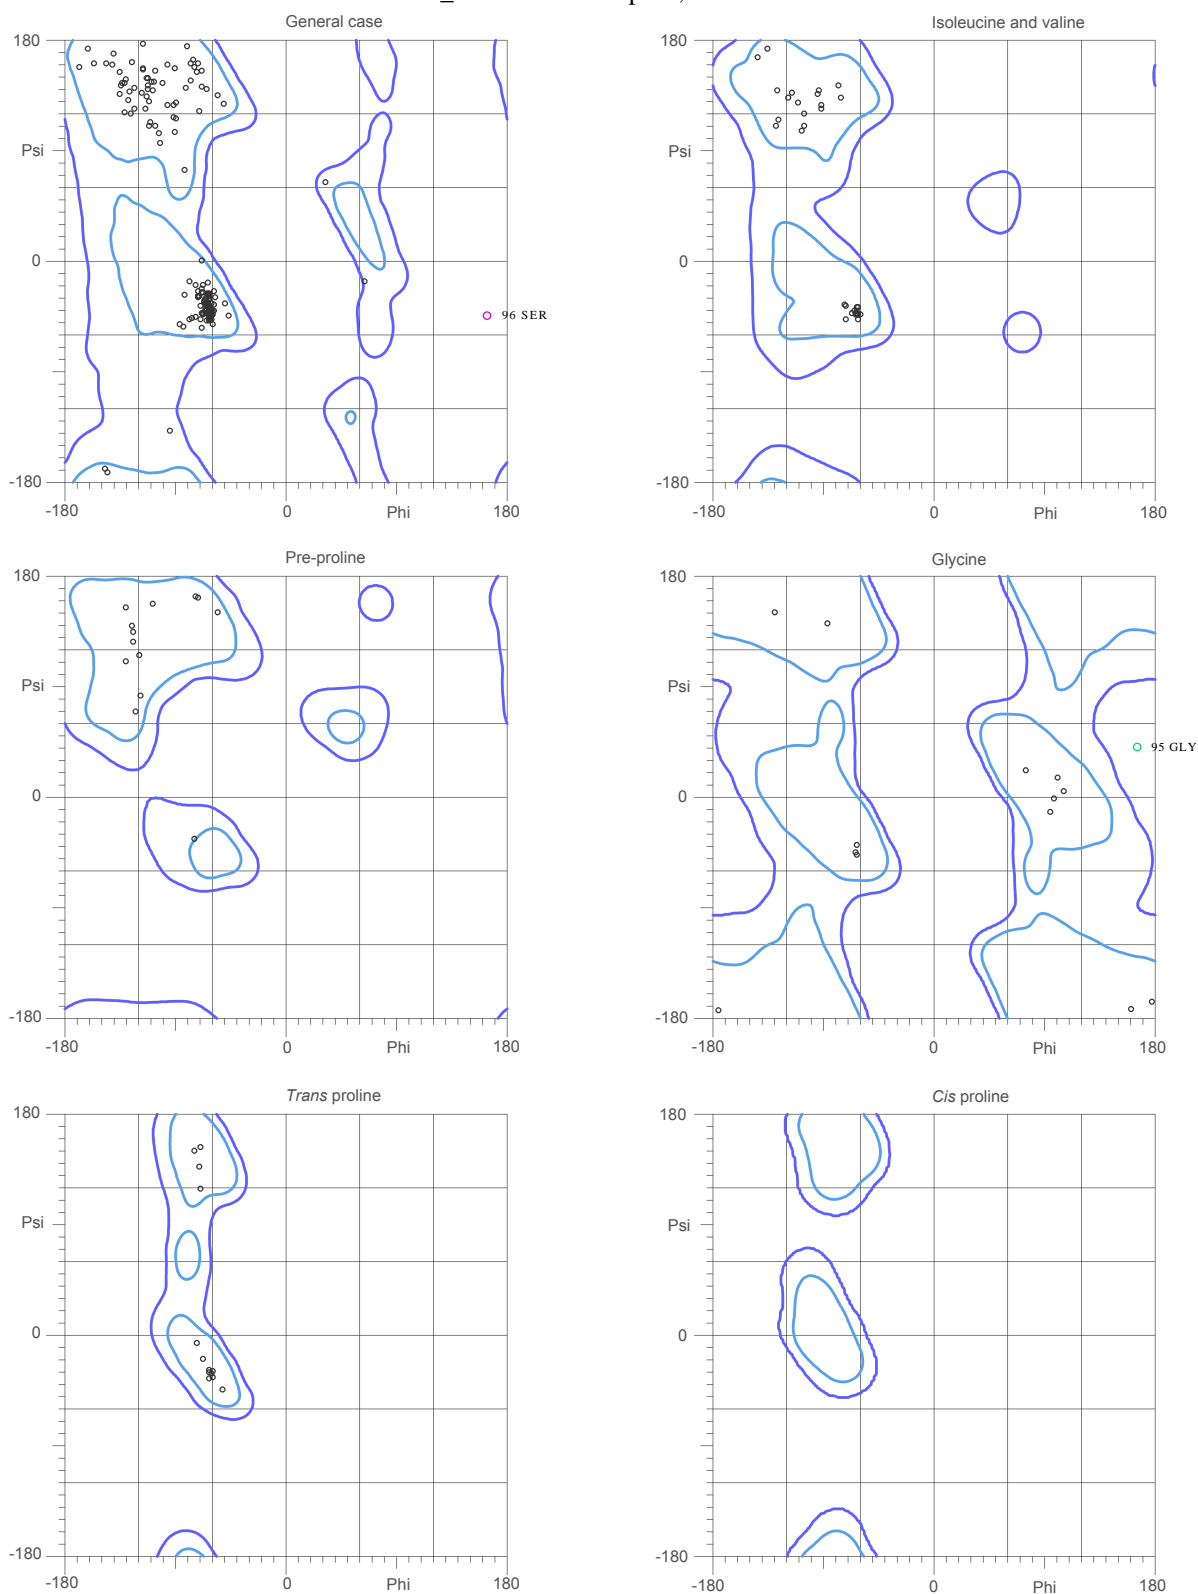 General case
Isoleucine and valine
180
180
Psi
Psi
0
0
96 SER
-180
-180
-180
0
Phi
180
-180
0
Phi
180
Pre-proline
Glycine
180
180
Psi
Psi
95 GLY
0
0
-180
-180
-180
0
Phi
180
-180
0
Phi
180
Trans proline
Cis proline
180
180
Psi
Psi
0
0
-180
-180
-180
0
Phi
180
-180
0
Phi
180